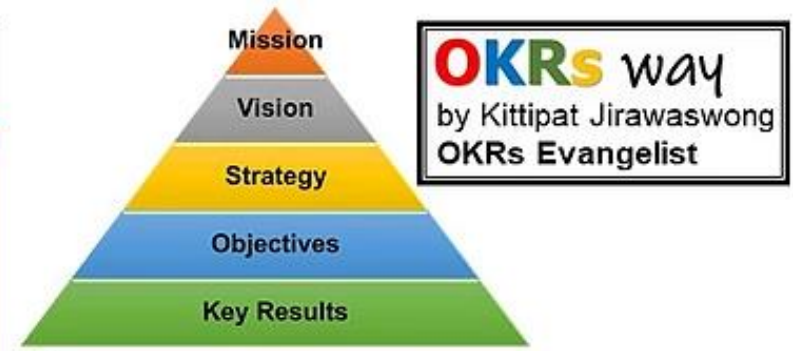 Mission
Vision
Strategy
Objectives
Key Results
OKRs way
by Kittipat Jirawaswong
OKRs Evangelist